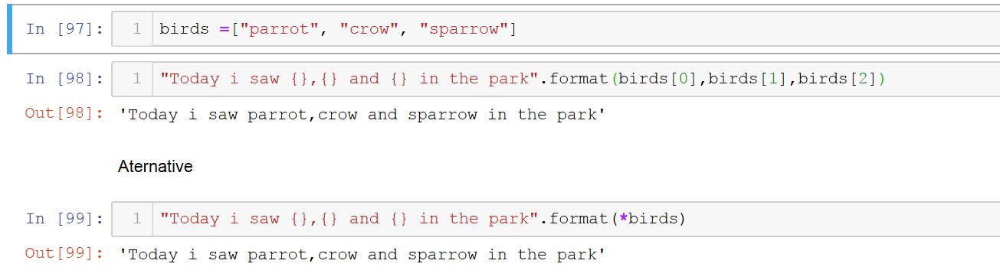 In [97]: 1 birds =["parrot", "crow", "sparrow"]
In [98]: 1 "Today i saw {},{} and {} in the park".format(birds[0],birds[1],birds[2])
Out[98]: 'Today i saw parrot,crow and sparrow in the park'
Aternative
In [99]: 1 "Today i saw {},{} and {} in the park".format(*birds)
Out[99]: 'Today i saw parrot,crow and sparrow in the park'